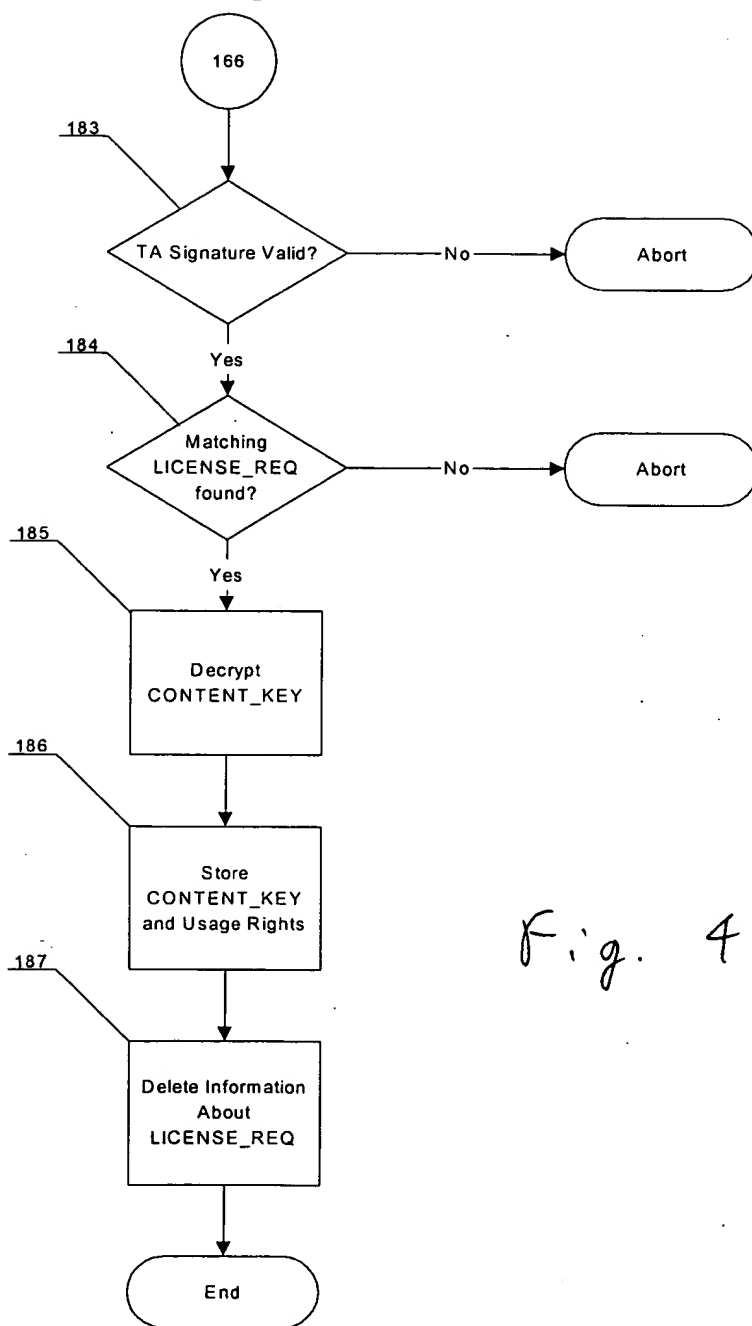 166
183
TA Signature Valid?
No
Abort
184
Yes
Matching
LICENSE_REQ
found?
No
Abort
185
Yes
Decrypt
CONTENT_KEY
186
Store
CONTENT_KEY
and Usage Rights
Fig. 4
187
Delete Information
About
LICENSE_REQ
End